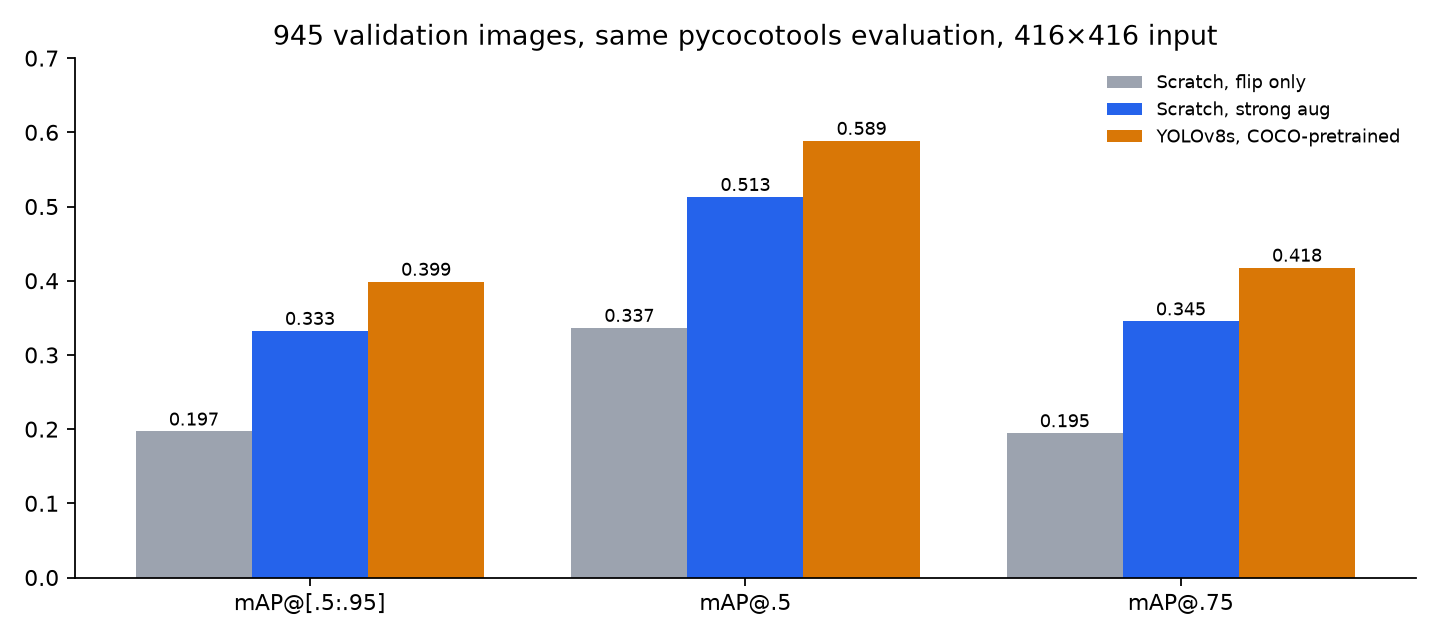 945 validation images, same pycocotools evaluation, 416×416 input
0.7
0.6
0.5
0.4
0.3
0.2
0.1
0.0
Scratch, flip only
Scratch, strong aug
YOLOv8s, COCO-pretrained
0.197
0.333
0.399
0.337
0.513
0.589
0.195
0.345
0.418
mAP@[.5:.95]
mAP@.5
mAP@.75